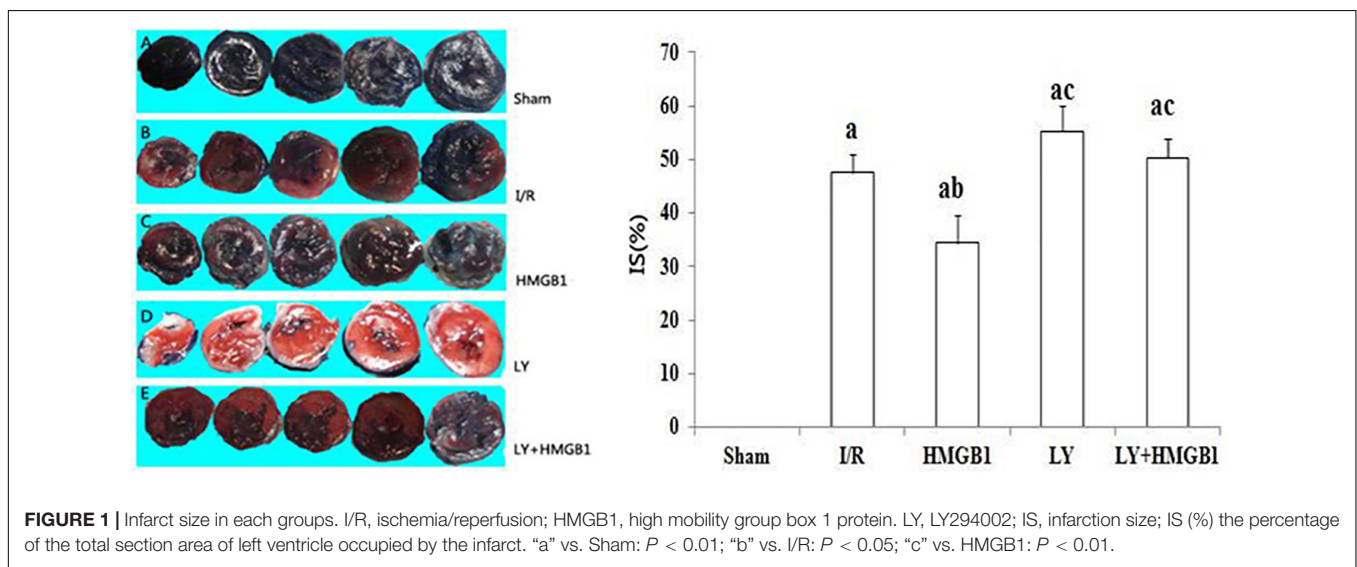 A
Sham
B
I/R
C
HMGB1
D
LY
E
LY+HMGB1
70
60
50
40
30
20
10
0
IS(%)
a
ab
ac
ac
Sham
I/R
HMGB1
LY
LY+HMGB1
FIGURE 1 | Infarct size in each groups. I/R, ischemia/reperfusion; HMGB1, high mobility group box 1 protein. LY, LY294002; IS, infarction size; IS (%) the percentage
of the total section area of left ventricle occupied by the infarct. “a” vs. Sham: P < 0.01; “b” vs. I/R: P < 0.05; “c” vs. HMGB1: P < 0.01.